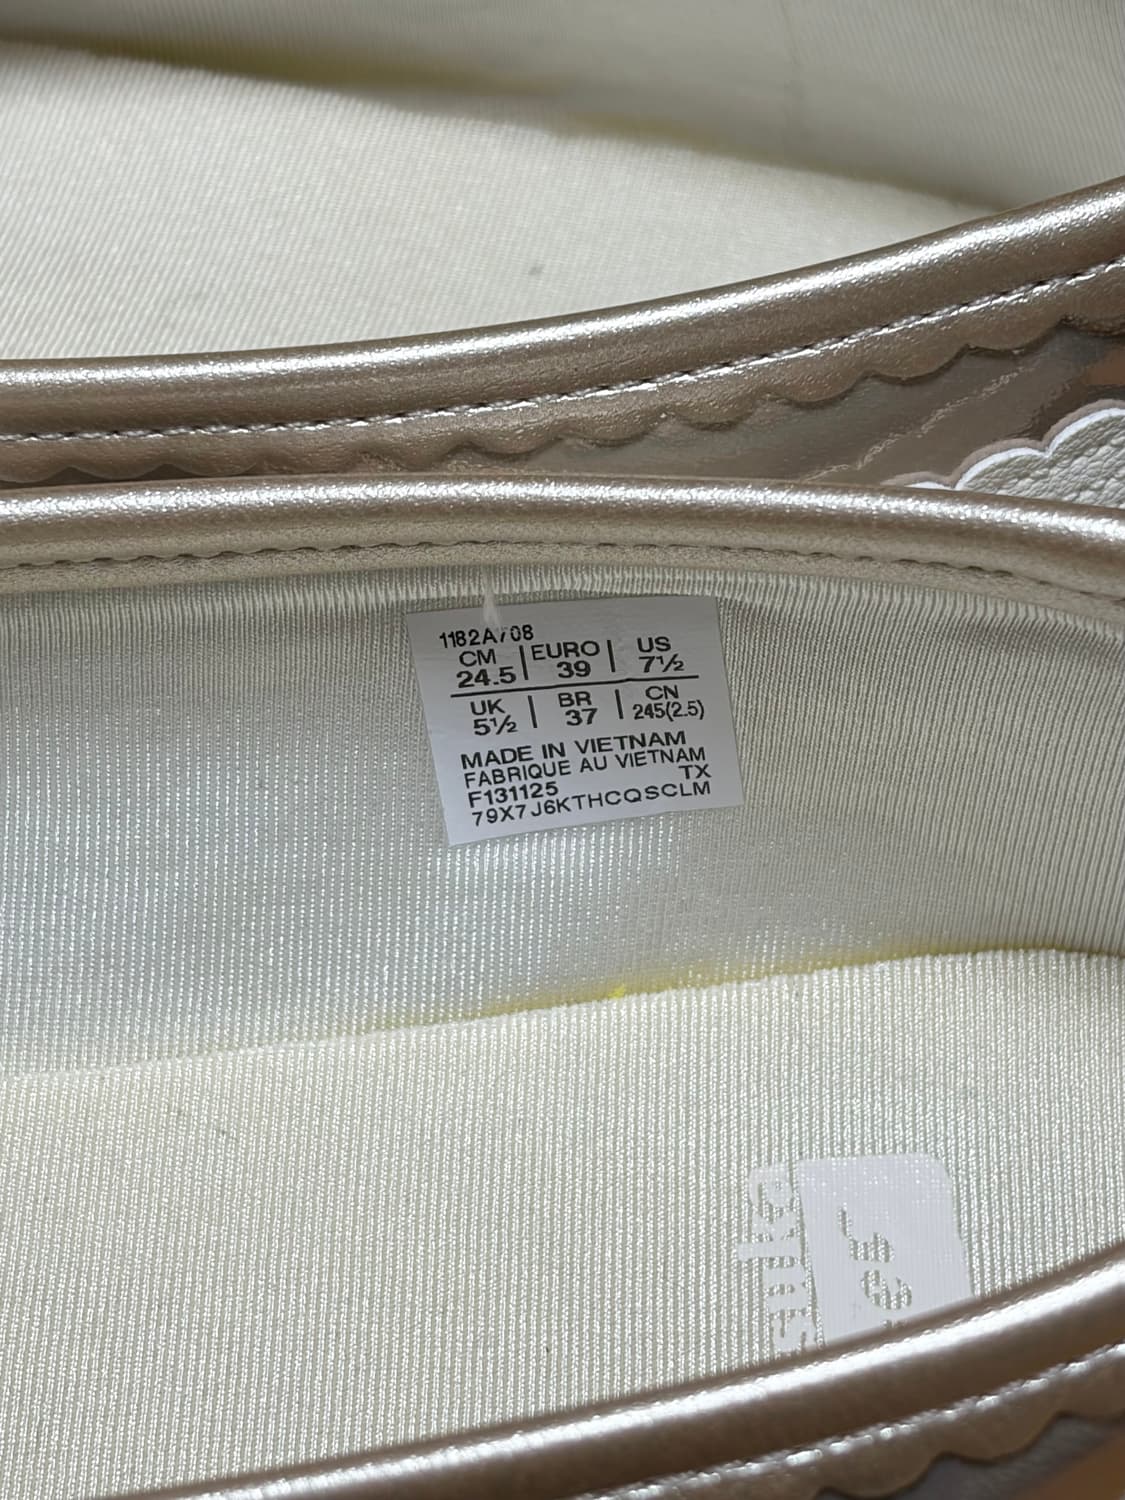 1182A708
CM | EURO | US
24.5 | 39 | 7½
UK | BR | CN
5½ | 37 | 245(2.5)
MADE IN VIETNAM
FABRIQUE AU VIETNAM
TX
F131125
79X7J6KTHCQSCLM